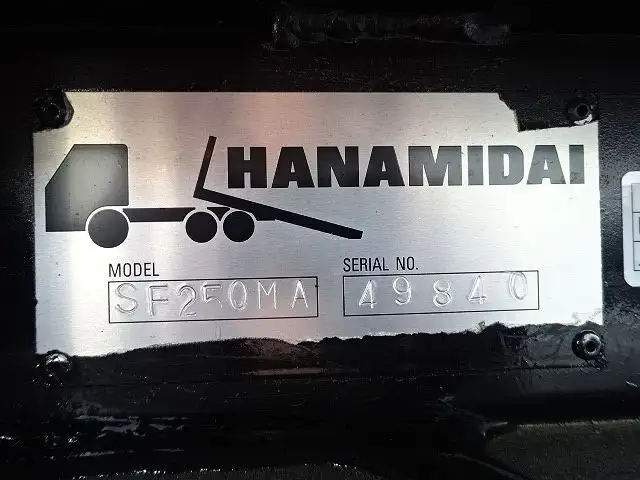 HANAMIDAI
MODEL
SF250MA
SERIAL NO.
49840